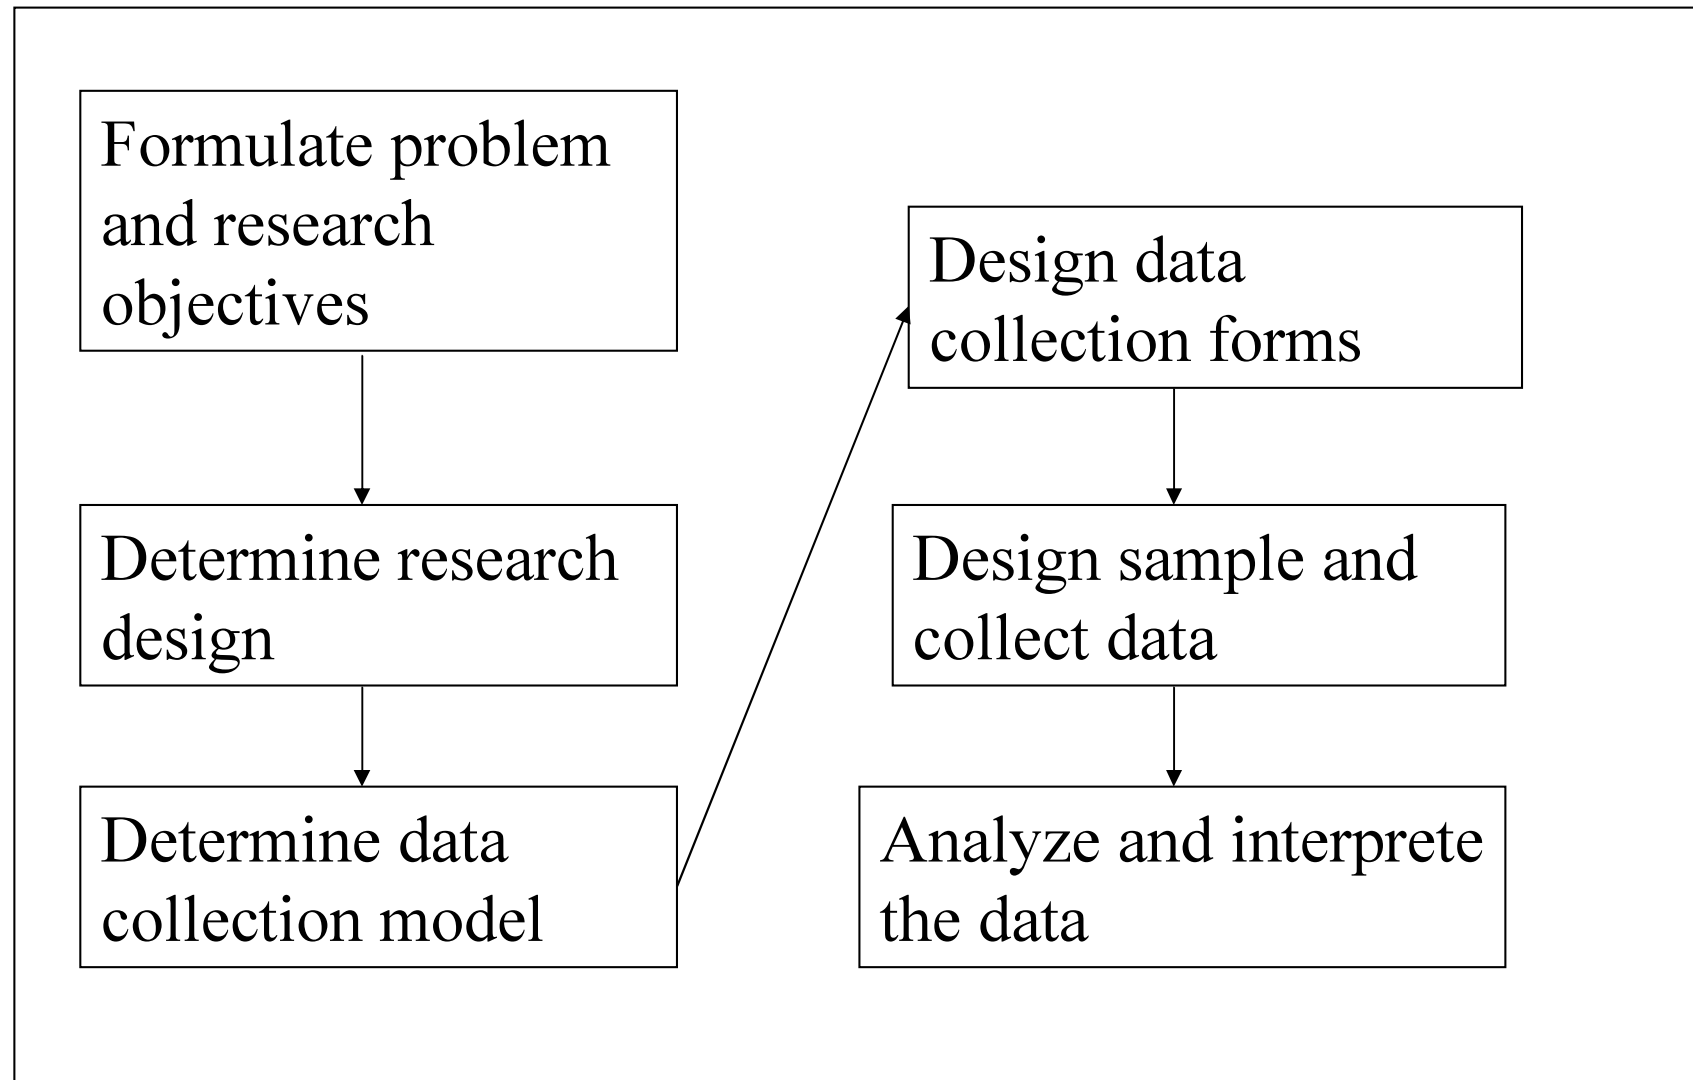 Formulate problem
and research
objectives
Determine research
design
Determine data
collection model
Design data
collection forms
Design sample and
collect data
Analyze and interprete
the data